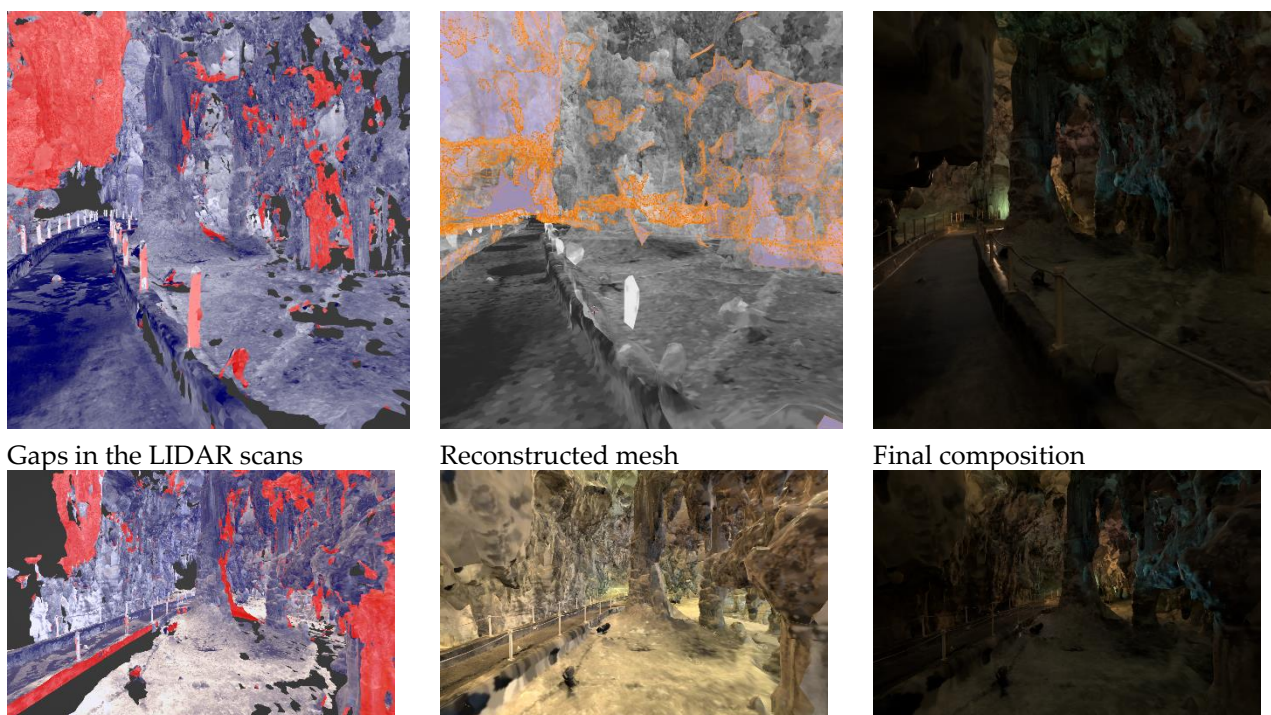 Gaps in the LIDAR scans
Reconstructed mesh
Final composition